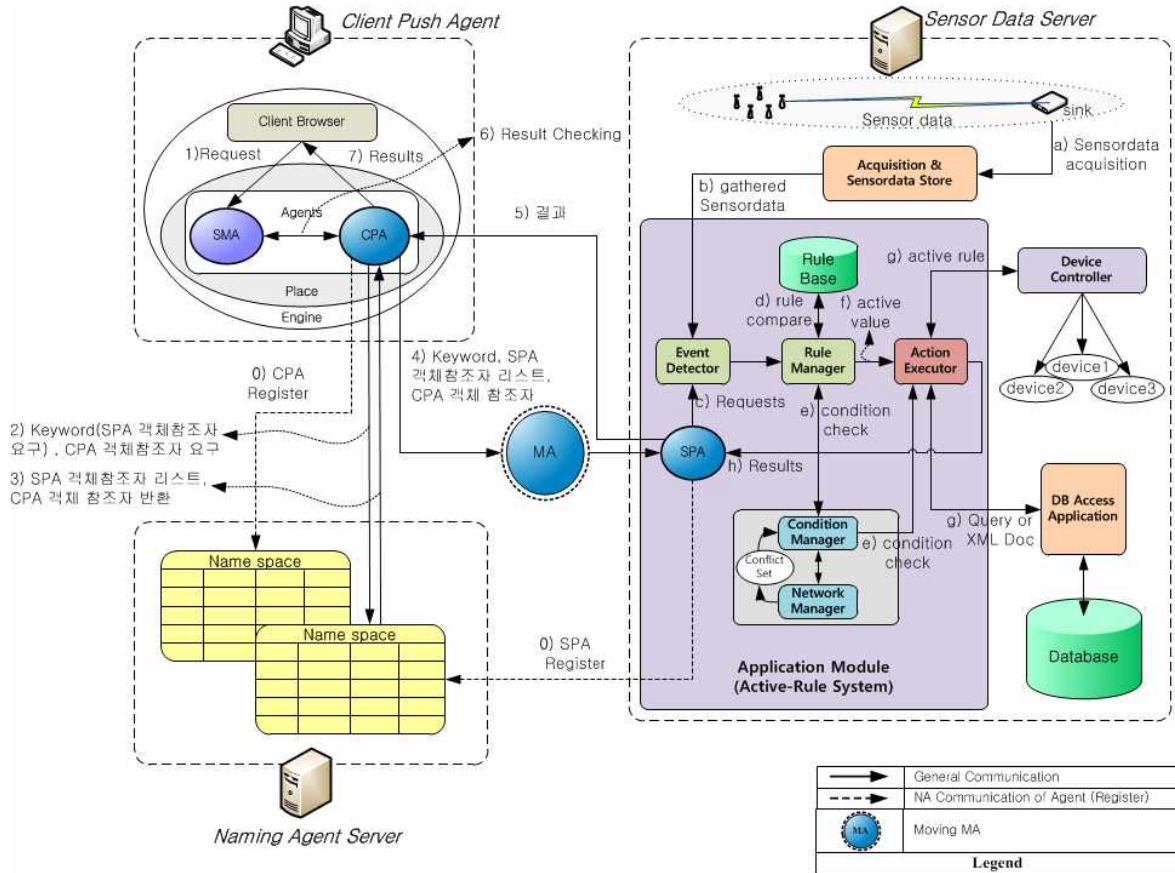 Client Push Agent
Sensor Data Server
Client Browser
1)Request
7) Results
6) Result Checking
Agents
SMA
CPA
Place
Engine
5) 결과
Sensor data
sink
a) Sensordata
acquisition
Acquisition &
Sensordata Store
b) gathered
Sensordata
Rule
Base
g) active rule
Device
Controller
d) rule
compare
f) active
value
Event
Detector
Rule
Manager
Action
Executor
device1
device2
device3
0) CPA
Register
4) Keyword, SPA
객체참조자 리스트,
CPA 객체 참조자
c) Requests
e) condition
check
2) Keyword(SPA 객체참조자
요구) , CPA 객체참조자 요구
MA
SPA
h) Results
3) SPA 객체참조자 리스트,
CPA 객체 참조자 반환
Condition
Manager
e) condition
check
Conflict
Set
Network
Manager
g) Query or
XML Doc
DB Access
Application
Name space
Name space
0) SPA
Register
Application Module
(Active-Rule System)
Database
Naming Agent Server
General Communication
NA Communication of Agent (Register)
MA
Moving MA
Legend